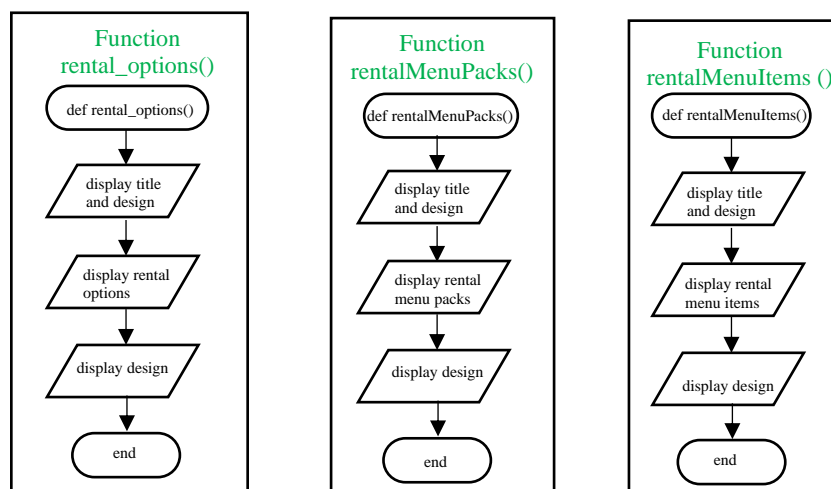 Function
rental_options()
def rental_options()
display title
and design
display rental
options
display design
end
Function
rentalMenuPacks()
def rentalMenuPacks()
display title
and design
display rental
menu packs
display design
end
Function
rentalMenuItems ()
def rentalMenuItems()
display title
and design
display rental
menu items
display design
end